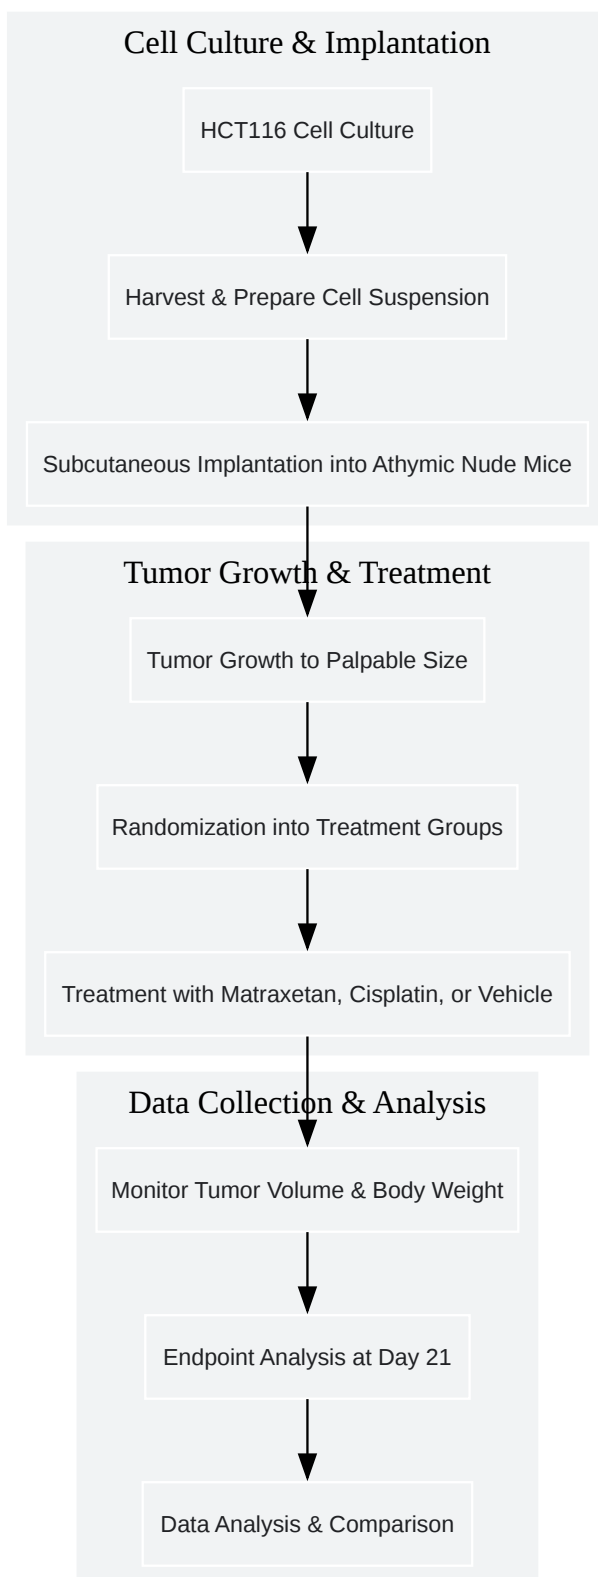 Cell Culture & Implantation
HCT116 Cell Culture
Harvest & Prepare Cell Suspension
Subcutaneous Implantation into Athymic Nude Mice
Tumor Growth & Treatment
Tumor Growth to Palpable Size
Randomization into Treatment Groups
Treatment with Matraxetan, Cisplatin, or Vehicle
Data Collection & Analysis
Monitor Tumor Volume & Body Weight
Endpoint Analysis at Day 21
Data Analysis & Comparison